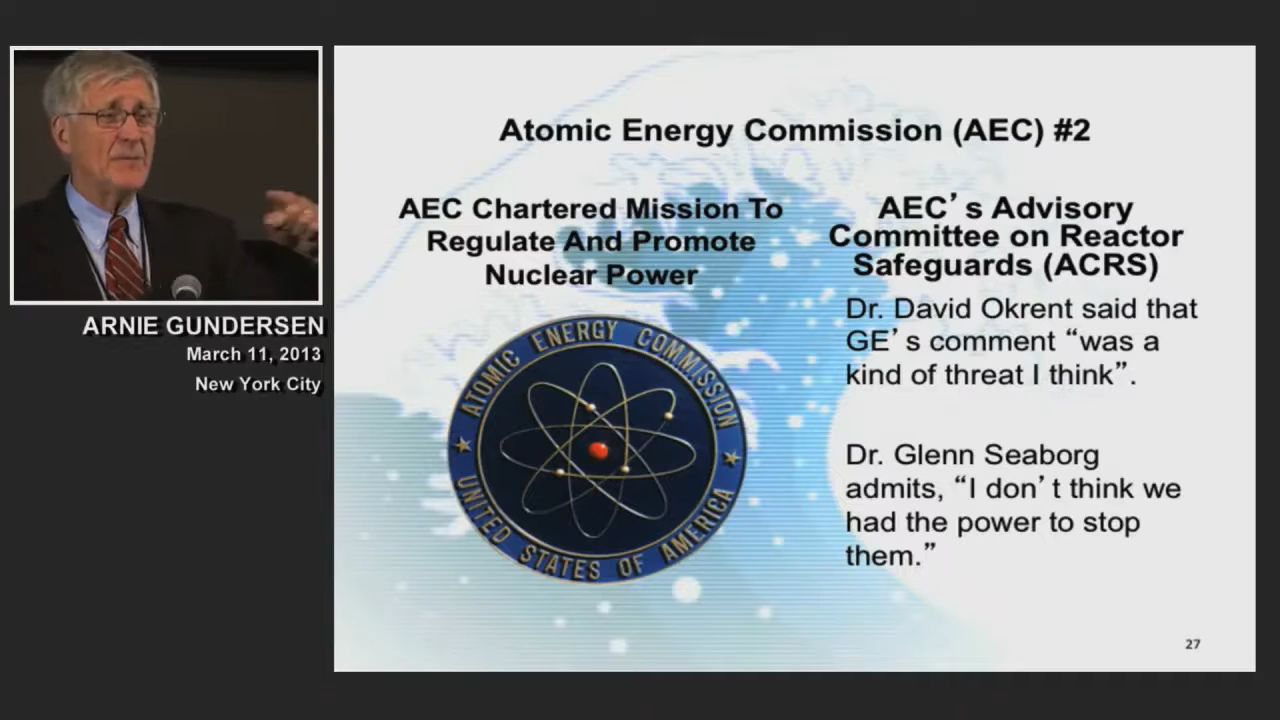 ARNIE GUNDERSEN
March 11, 2013
New York City
Atomic Energy Commission (AEC) #2
AEC Chartered Mission To
Regulate And Promote
Nuclear Power
ATOMIC ENERGY COMMISSION
UNITED STATES OF AMERICA
AEC’s Advisory
Committee on Reactor
Safeguards (ACRS)
Dr. David Okrent said that
GE’s comment “was a
kind of threat I think”.
Dr. Glenn Seaborg
admits, “I don’t think we
had the power to stop
them.”
27